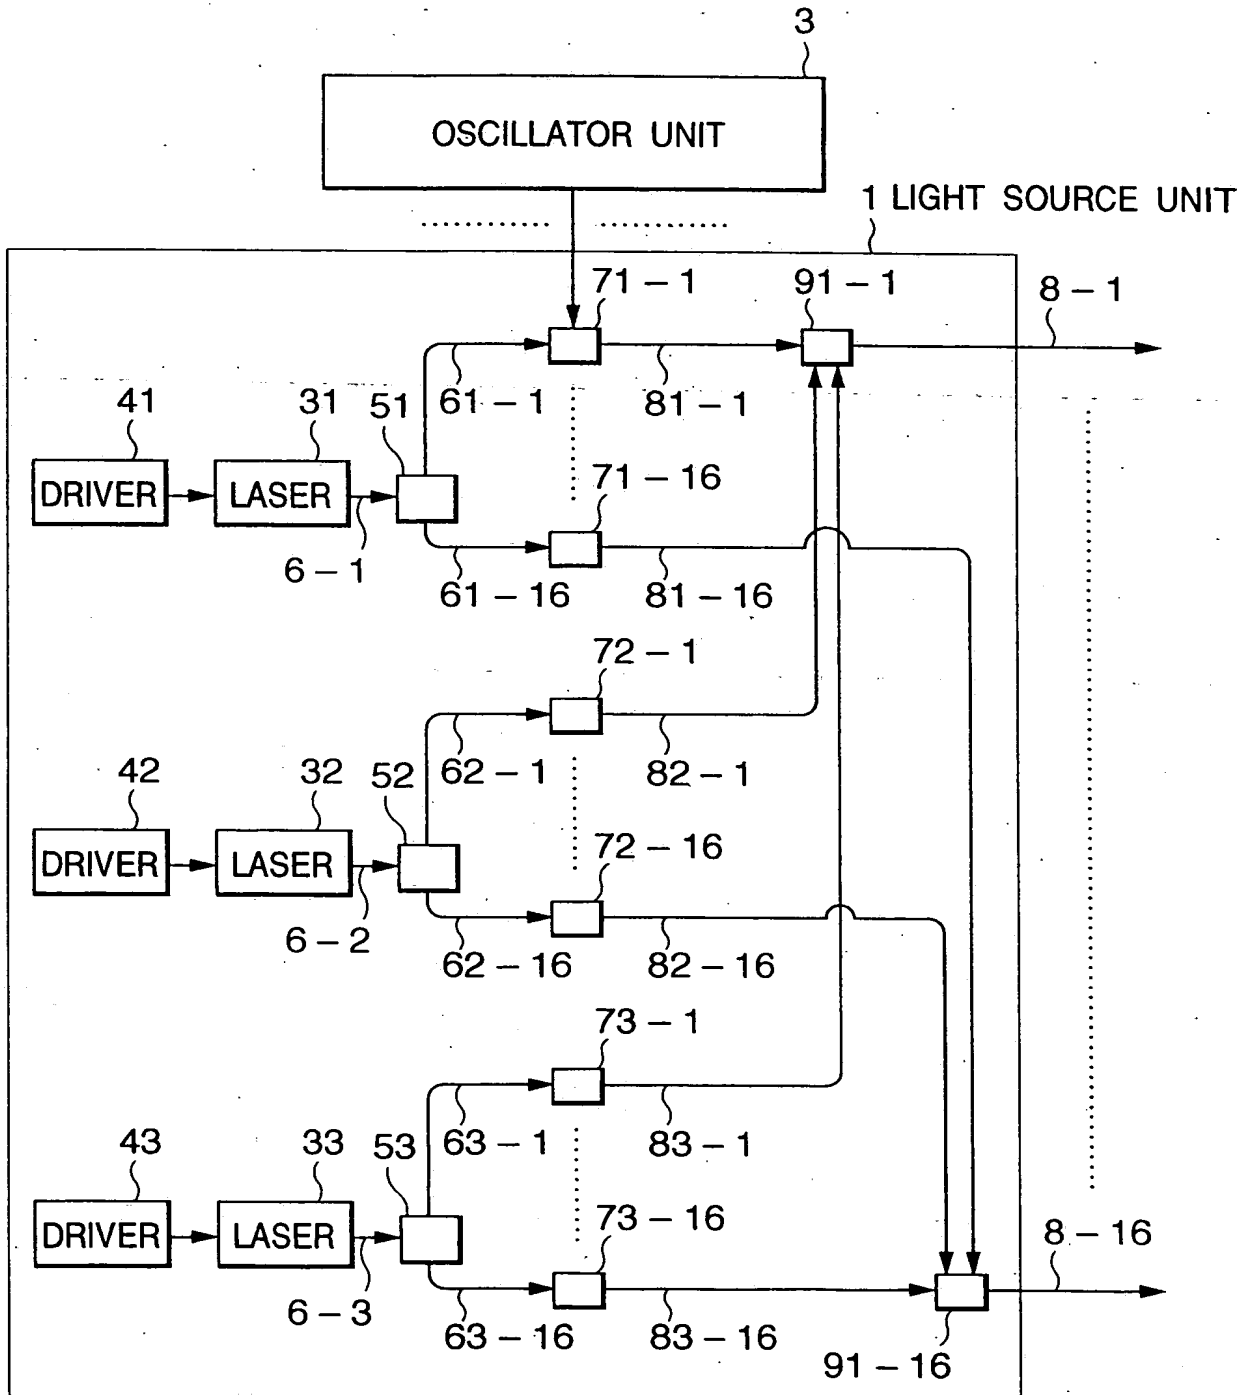 3
OSCILLATOR UNIT
1 LIGHT SOURCE UNIT
71 – 1
91 – 1
8 – 1
41
31
51
61 – 1
81 – 1
DRIVER
LASER
71 – 16
6 – 1
61 – 16
81 – 16
72 – 1
42
32
52
62 – 1
82 – 1
DRIVER
LASER
72 – 16
6 – 2
62 – 16
82 – 16
73 – 1
43
33
53
63 – 1
83 – 1
DRIVER
LASER
73 – 16
8 – 16
6 – 3
63 – 16
83 – 16
91 – 16